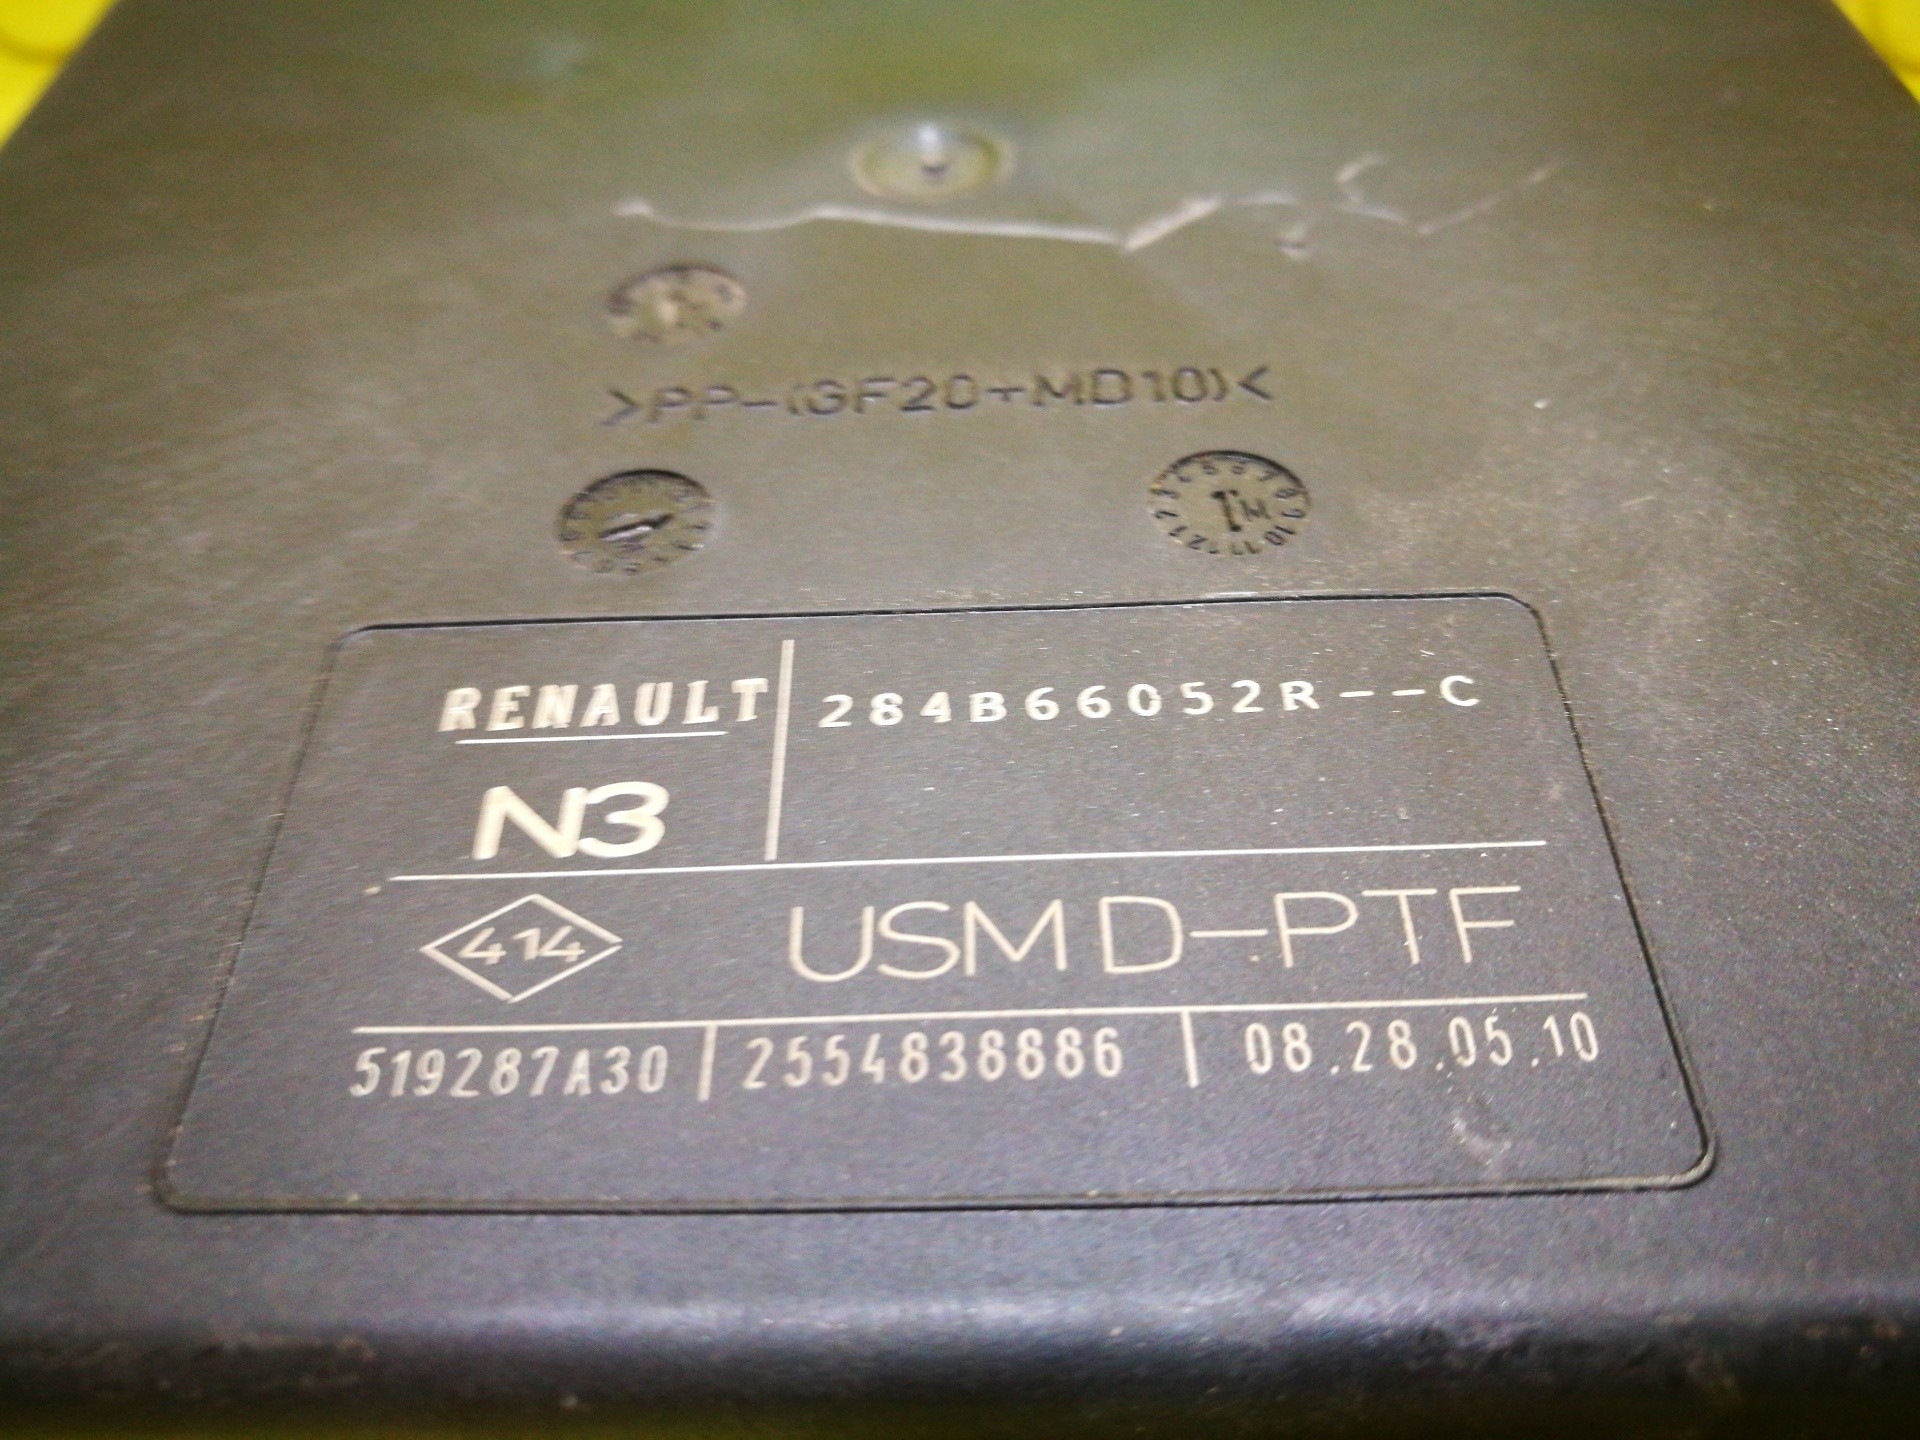 >PP-(GF20+MD10)<
RENAULT 284B66052R--C
N3
414 USM D-PTF
519287A30 2554838886 08.28.05.10